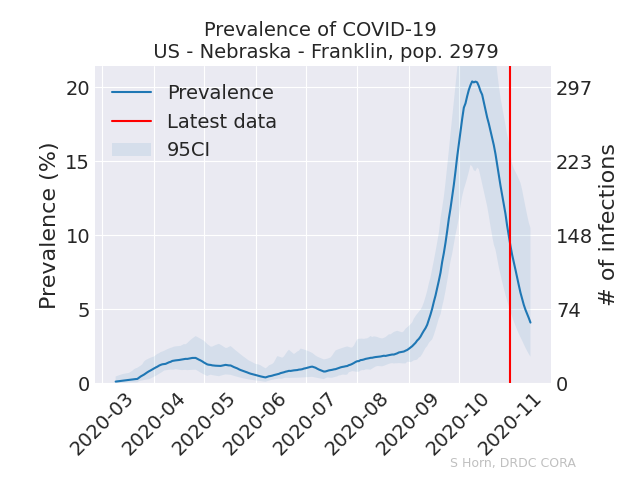 Prevalence of COVID-19
US - Nebraska - Franklin, pop. 2979
Prevalence
Latest data
95CI
Prevalence (%)
20
15
10
5
0
297
223
148
74
0
# of infections
2020-03
2020-04
2020-05
2020-06
2020-07
2020-08
2020-09
2020-10
2020-11
S Horn, DRDC CORA